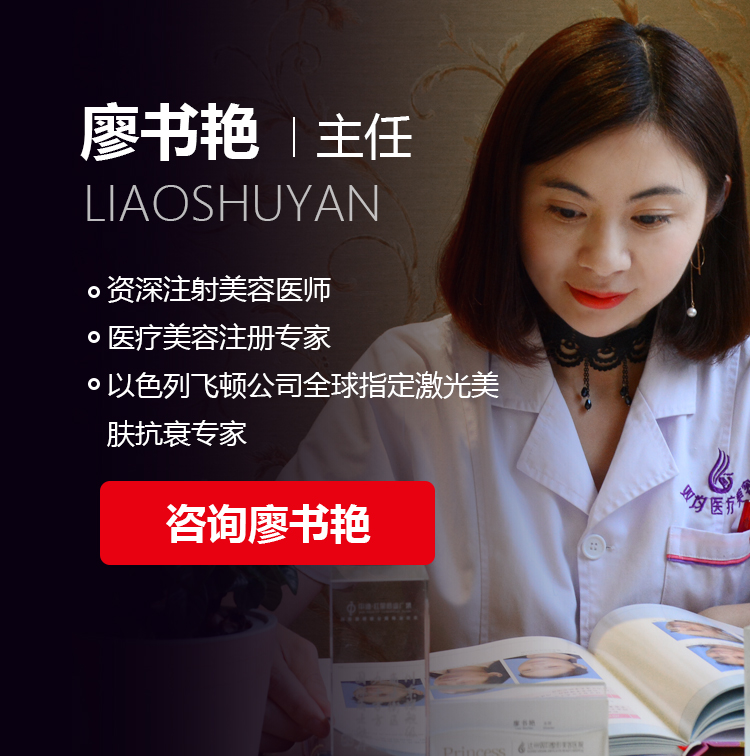 廖书艳 | 主任
LIAOSHUYAN
资深注射美容医师
医疗美容注册专家
以色列飞顿公司全球指定激光美
肤抗衰专家
咨询廖书艳
Princess